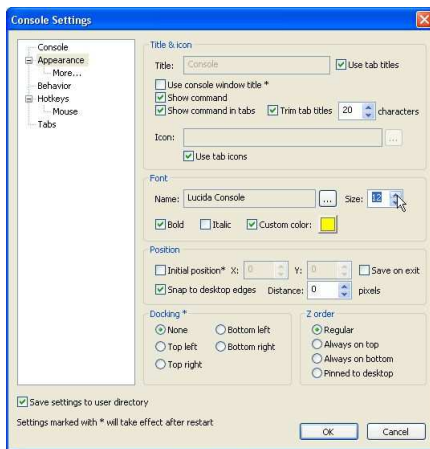 Console Settings
Console
Appearance
More...
Behavior
Hotkeys
Mouse
Tabs
Title & icon
Title: Console Use tab titles
Use console window title *
Show command
Show command in tabs Trim tab titles 20 characters
Icon: ...
Use tab icons
Font
Name: Lucida Console ... Size: 12
Bold Italic Custom color:
Position
Initial position* X: 0 Y: 0 Save on exit
Snap to desktop edges Distance: 0 pixels
Docking *
None Bottom left
Top left Bottom right
Top right
Z order
Regular
Always on top
Always on bottom
Pinned to desktop
Save settings to user directory
Settings marked with * will take effect after restart
OK Cancel